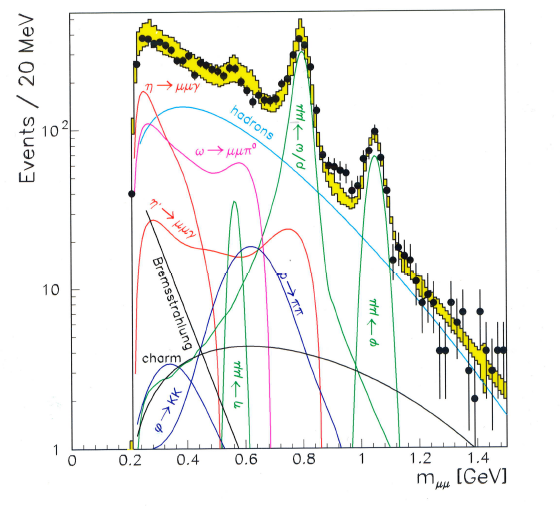 Events / 20 MeV
10²
10
1
η → μμγ
hadrons
ω → μμπ⁰
ρ/ω → μμ
η' → μμγ
Bremsstrahlung
ρ → ππ
charm
φ → KK
η → μμ
φ → μμ
0 0.2 0.4 0.6 0.8 1 1.2 1.4
m_μμ [GeV]